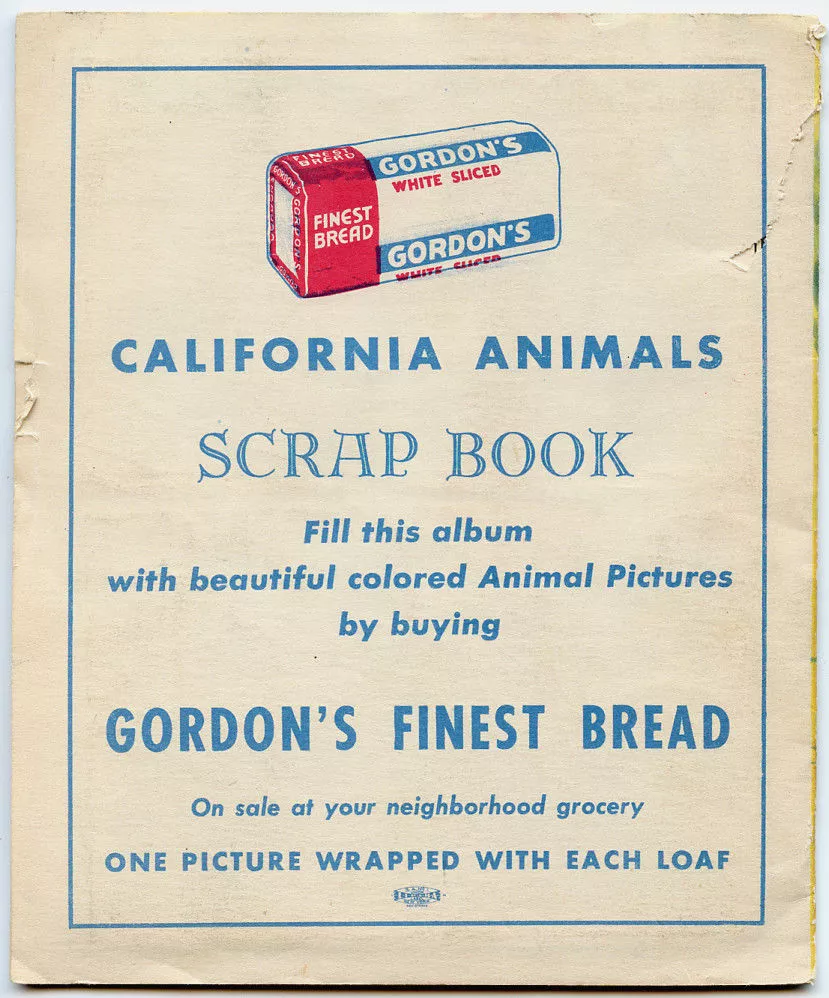 FINEST
BREAD
GORDON'S
WHITE SLICED
GORDON'S
GORDON'S
FINEST
BREAD
GORDON'S
WHITE SLICED
CALIFORNIA ANIMALS
SCRAP BOOK
Fill this album
with beautiful colored Animal Pictures
by buying
GORDON'S FINEST BREAD
On sale at your neighborhood grocery
ONE PICTURE WRAPPED WITH EACH LOAF